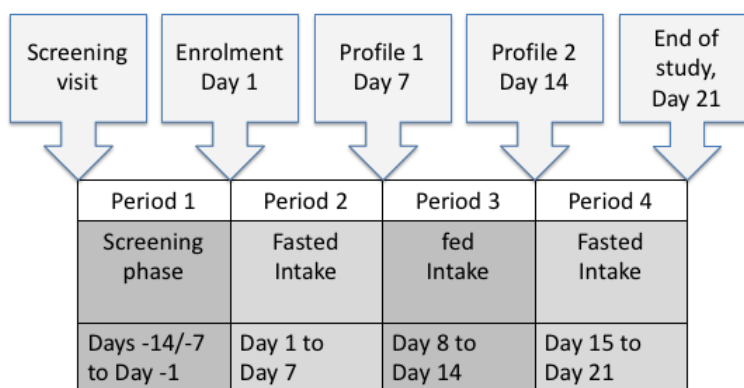 Screening
visit
Enrolment
Day 1
Profile 1
Day 7
Profile 2
Day 14
End of
study,
Day 21
Period 1
Period 2
Period 3
Period 4
Screening
phase
Fasted
Intake
fed
Intake
Fasted
Intake
Days -14/-7
to Day -1
Day 1 to
Day 7
Day 8 to
Day 14
Day 15 to
Day 21